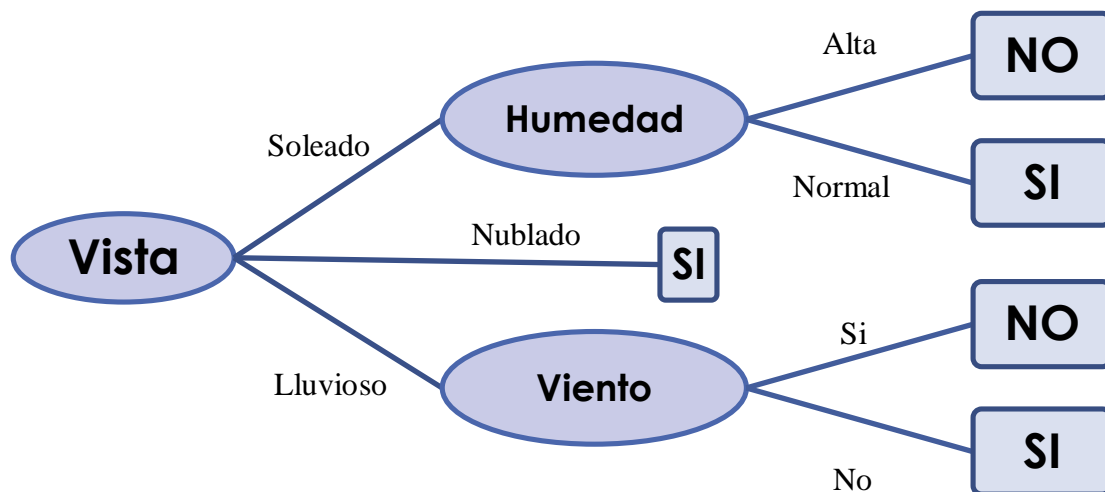 Alta
NO
Humedad
Soleado
Normal
SI
Nublado
Vista
SI
Si
NO
Lluvioso
Viento
No
SI